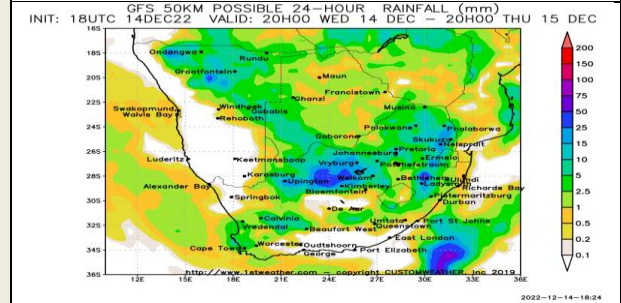 GFS 50KM POSSIBLE 24-HOUR RAINFALL (mm)
INIT: 18UTC 14DEC22 VALID: 20H00 WED 14 DEC - 20H00 THU 15 DEC
16S
Ondangwa
Rundu
18S
Grootfontein
Maun
20S
Francistown
Ghanzi
22S
Musina
Swakopmund
Windhoek
Gobabis
Walvis Bay
Rehoboth
24S
Polokwane
Phalaborwa
Gaborone
Skukuza
Nelspruit
Pretoria
Johannesburg
26S
Luderitz
Keetmanshoop
Vryburg
Potchefstroom
Ermelo
Karasburg
Upington
Welkom
Bethlehem
Ulundi
28S
Alexander Bay
Kimberley
Ladysmith
Richards Bay
Springbok
Bloemfontein
Pietermaritzburg
30S
De Aar
Durban
Calvinia
Umtata
Port St Johns
32S
Vredendal
Beaufort West
Queenstown
East London
Cape Town
Worcester
Oudtshoorn
Port Elizabeth
34S
George
36S
http://www.1stweather.com - copyright CUSTOMWEATHER, Inc 2019
12E 15E 18E 21E 24E 27E 30E 33E 36E
200
150
100
75
50
25
15
10
5
2.5
1
0.5
0.2
0.1
2022-12-14-18:24